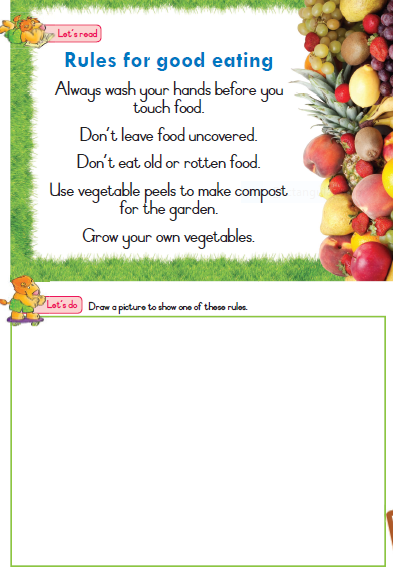 Let's read
Rules for good eating
Always wash your hands before you
touch food.
Don't leave food uncovered.
Don't eat old or rotten food.
Use vegetable peels to make compost
for the garden.
Grow your own vegetables.
Let's do
Draw a picture to show one of these rules.